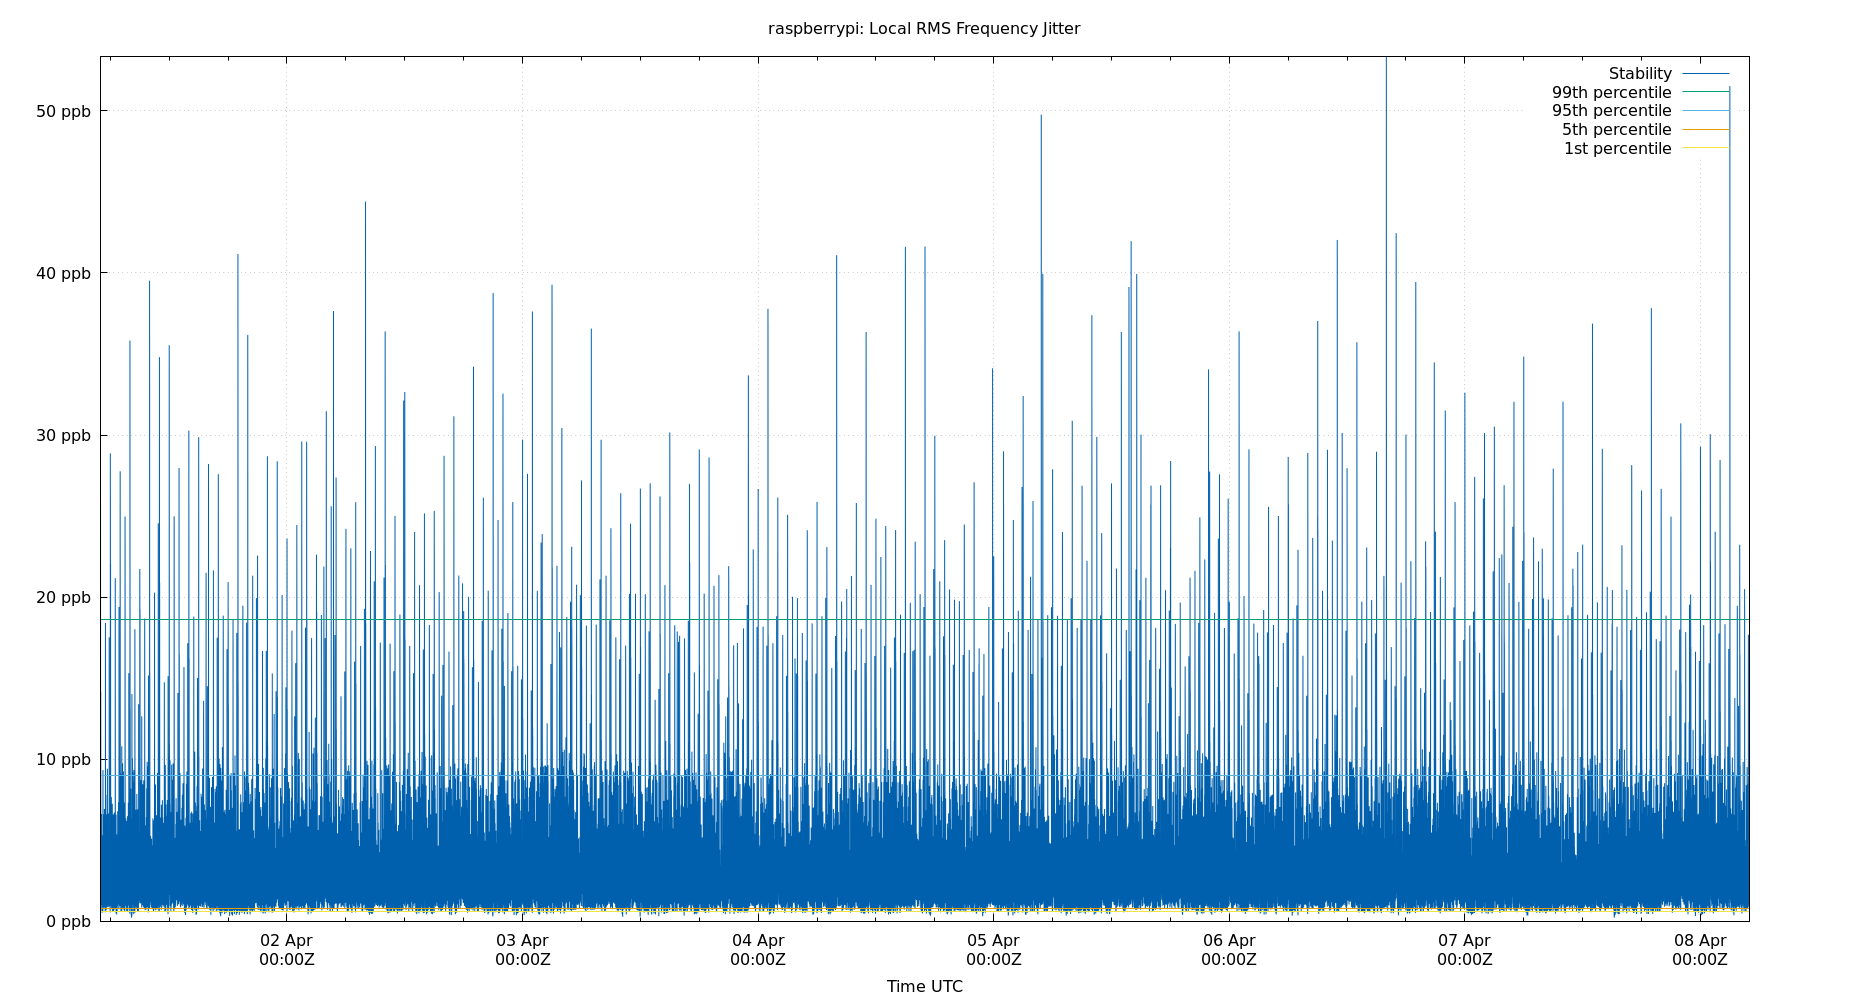 raspberrypi: Local RMS Frequency Jitter
Stability
99th percentile
95th percentile
5th percentile
1st percentile
50 ppb
40 ppb
30 ppb
20 ppb
10 ppb
0 ppb
02 Apr 03 Apr 04 Apr 05 Apr 06 Apr 07 Apr 08 Apr
00:00Z 00:00Z 00:00Z 00:00Z 00:00Z 00:00Z 00:00Z
Time UTC